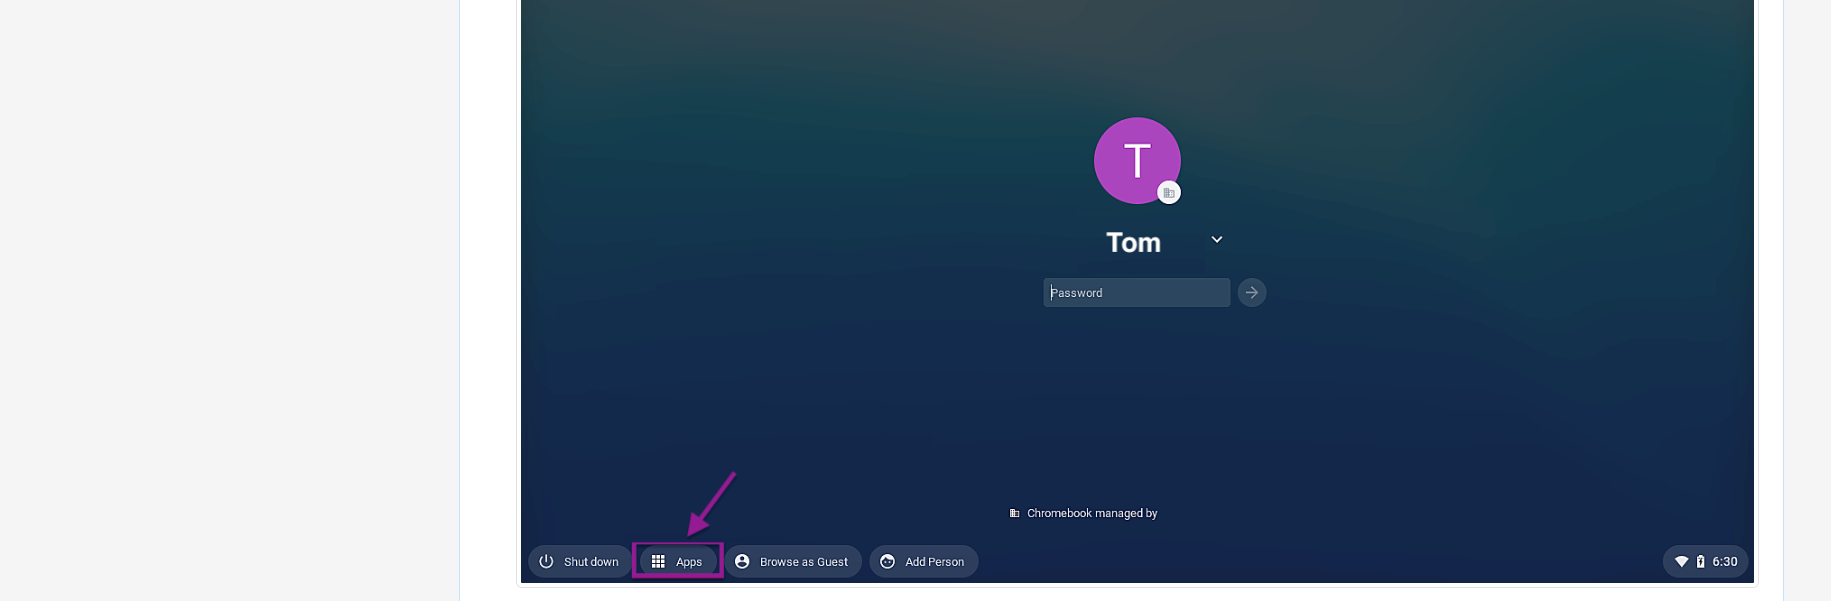 T
Tom
Password
Chromebook managed by
Shut down
Apps
Browse as Guest
Add Person
6:30